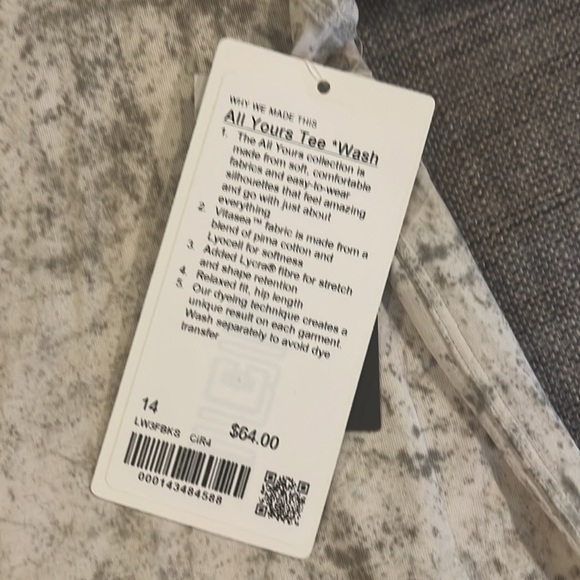 WHY WE MADE THIS
All Yours Tee *Wash
1. The All Yours collection is
made from soft, comfortable
fabrics and easy-to-wear
silhouettes that feel amazing
and go with just about
everything
2. Vitasea™ fabric is made from a
blend of pima cotton and
Lyocell for softness
3. Added Lycra® fibre for stretch
and shape retention
4. Relaxed fit, hip length
5. Our dyeing technique creates a
unique result on each garment.
Wash separately to avoid dye
transfer
14 $64.00
LW3FBKS CIR4
000143484588